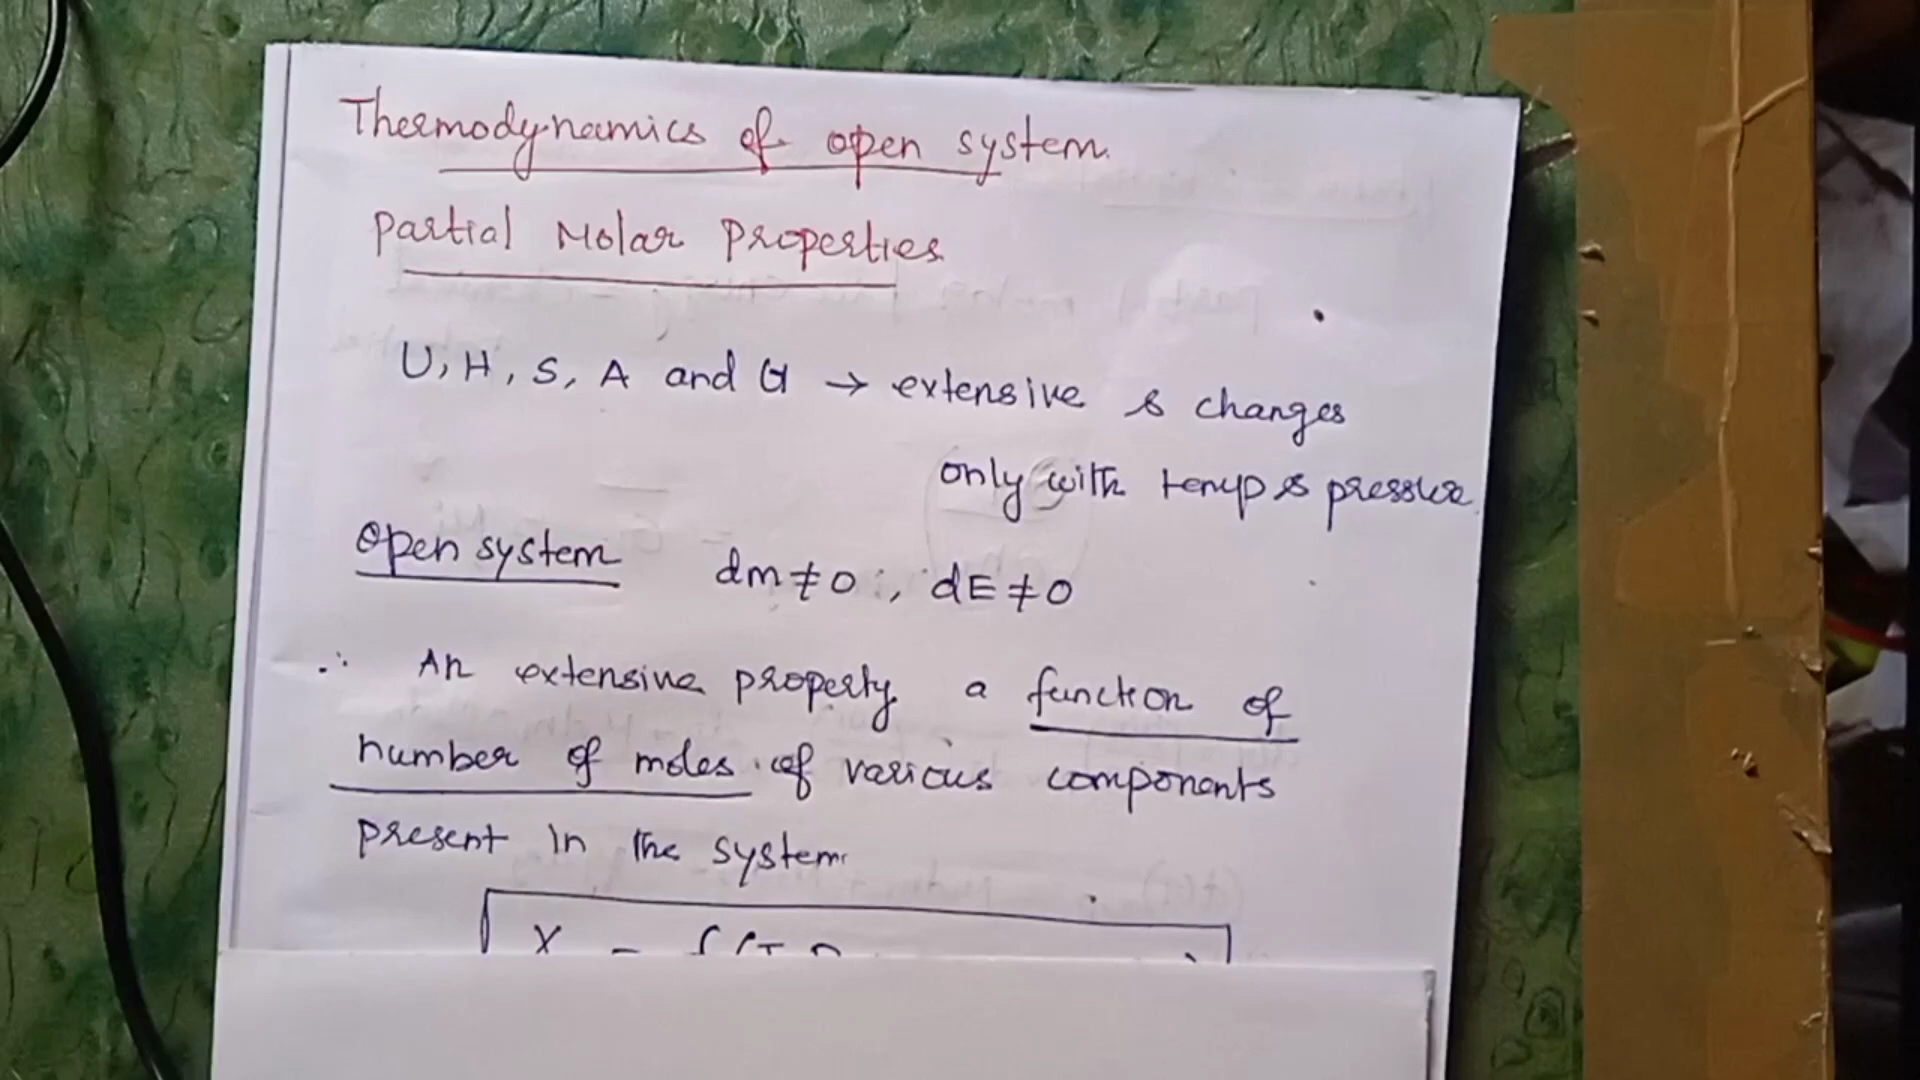 Thermodynamics of open system.
Partial Molar Properties
U, H, S, A and G → extensive & changes
only with temp & pressure
Open system dm ≠ 0, dE ≠ 0
∴ An extensive property a function of
number of moles of various components
present in the system
X =